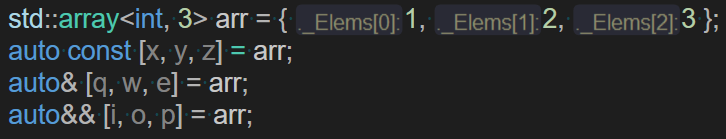 std::array<int, 3> arr = { _Elems[0]: 1, _Elems[1]: 2, _Elems[2]: 3 };
auto const [x, y, z] = arr;
auto& [q, w, e] = arr;
auto&& [i, o, p] = arr;